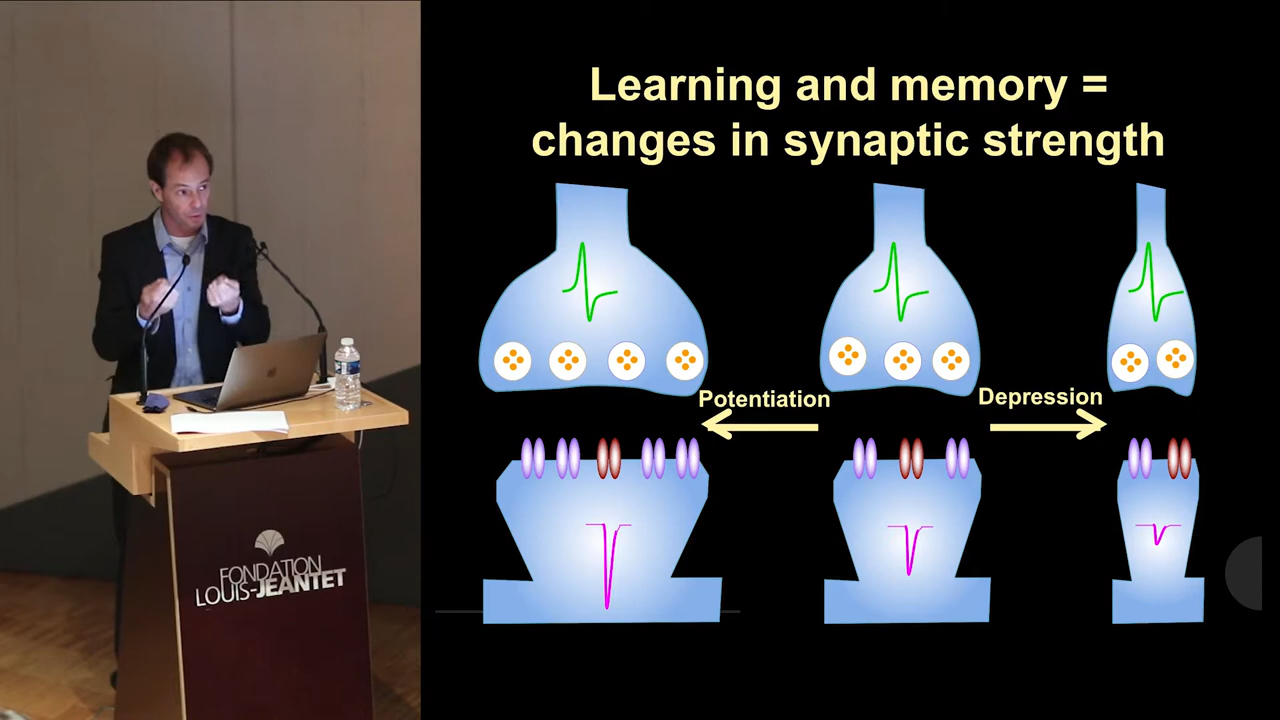 Learning and memory =
changes in synaptic strength
Potentiation
Depression
FONDATION
LOUIS-JEANTET